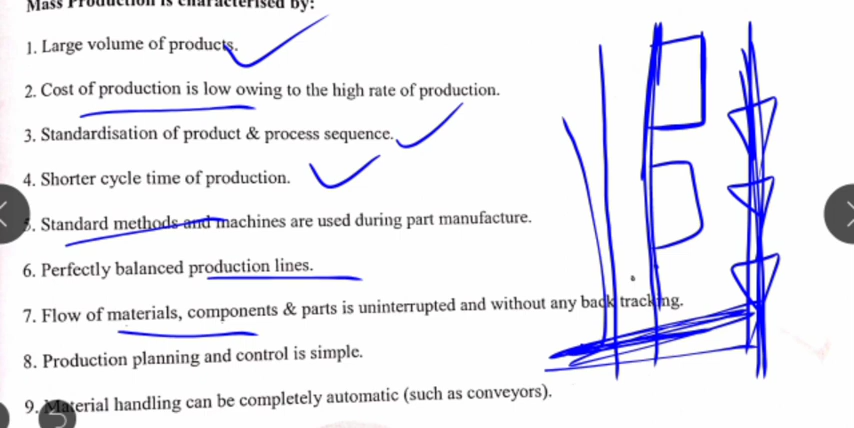 Mass Production is characterised by:
1. Large volume of products.
2. Cost of production is low owing to the high rate of production.
3. Standardisation of product & process sequence.
4. Shorter cycle time of production.
5. Standard methods and machines are used during part manufacture.
6. Perfectly balanced production lines.
7. Flow of materials, components & parts is uninterrupted and without any back tracking.
8. Production planning and control is simple.
9. Material handling can be completely automatic (such as conveyors).